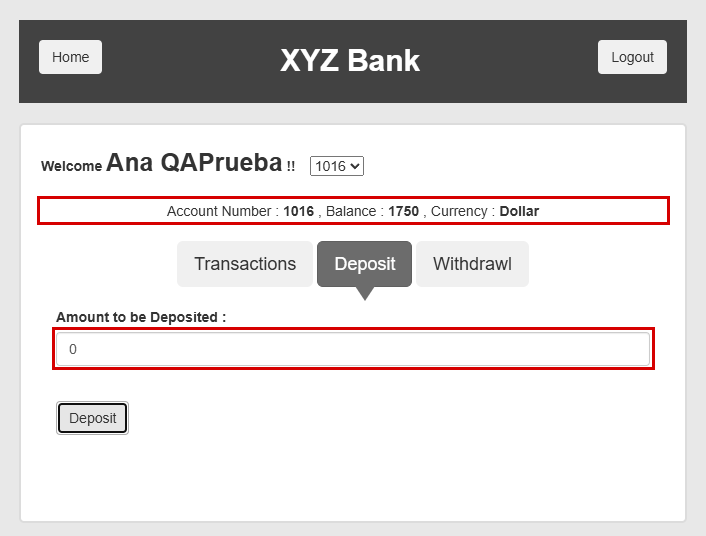 Home
XYZ Bank
Logout
Welcome Ana QAPrueba !! 1016
Account Number : 1016 , Balance : 1750 , Currency : Dollar
Transactions
Deposit
Withdrawl
Amount to be Deposited :
0
Deposit